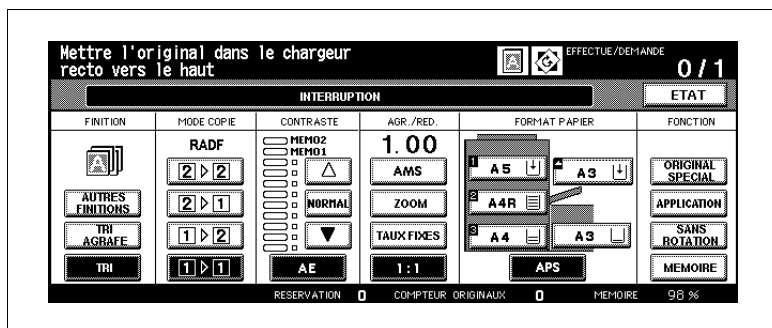 Mettre l'original dans le chargeur
recto vers le haut
EFFECTUE/DEMANDE
0/1
INTERRUPTION
ETAT
FINITION
MODE COPIE
CONTRASTE
AGR./RED.
FORMAT PAPIER
FONCTION
A
AUTRES
FINITIONS
TRI
AGRAFE
TRI
RADF
2 ▷ 2
2 ▷ 1
1 ▷ 2
1 ▷ 1
MEMO2
MEMO1
NORMAL
AE
1.00
AMS
ZOOM
TAUX FIXES
1:1
1 A5
A3
2 A4R
3 A4
A3
APS
ORIGINAL
SPECIAL
APPLICATION
SANS
ROTATION
MEMOIRE
RESERVATION 0 COMPTEUR ORIGINAUX 0 MEMOIRE 98 %